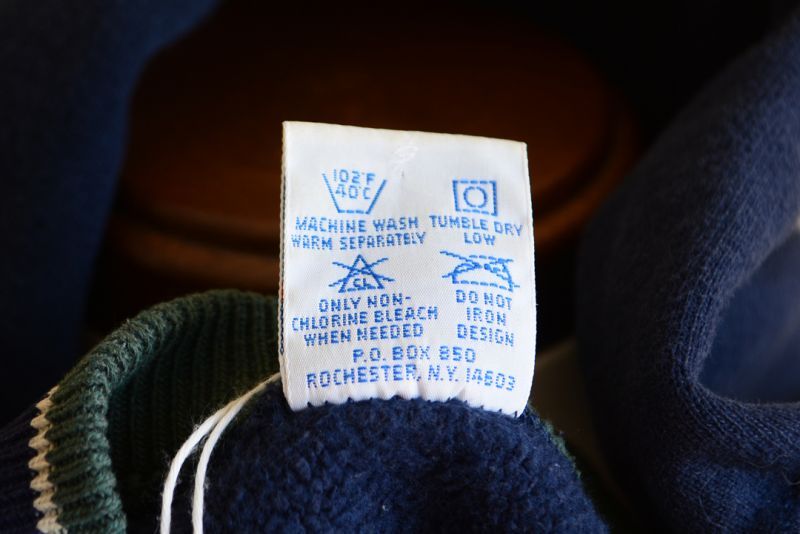 102°F
40°C
MACHINE WASH
WARM SEPARATELY
TUMBLE DRY
LOW
CL
ONLY NON-
CHLORINE BLEACH
WHEN NEEDED
DO NOT
IRON
DESIGN
P.O. BOX 850
ROCHESTER, N.Y. 14603